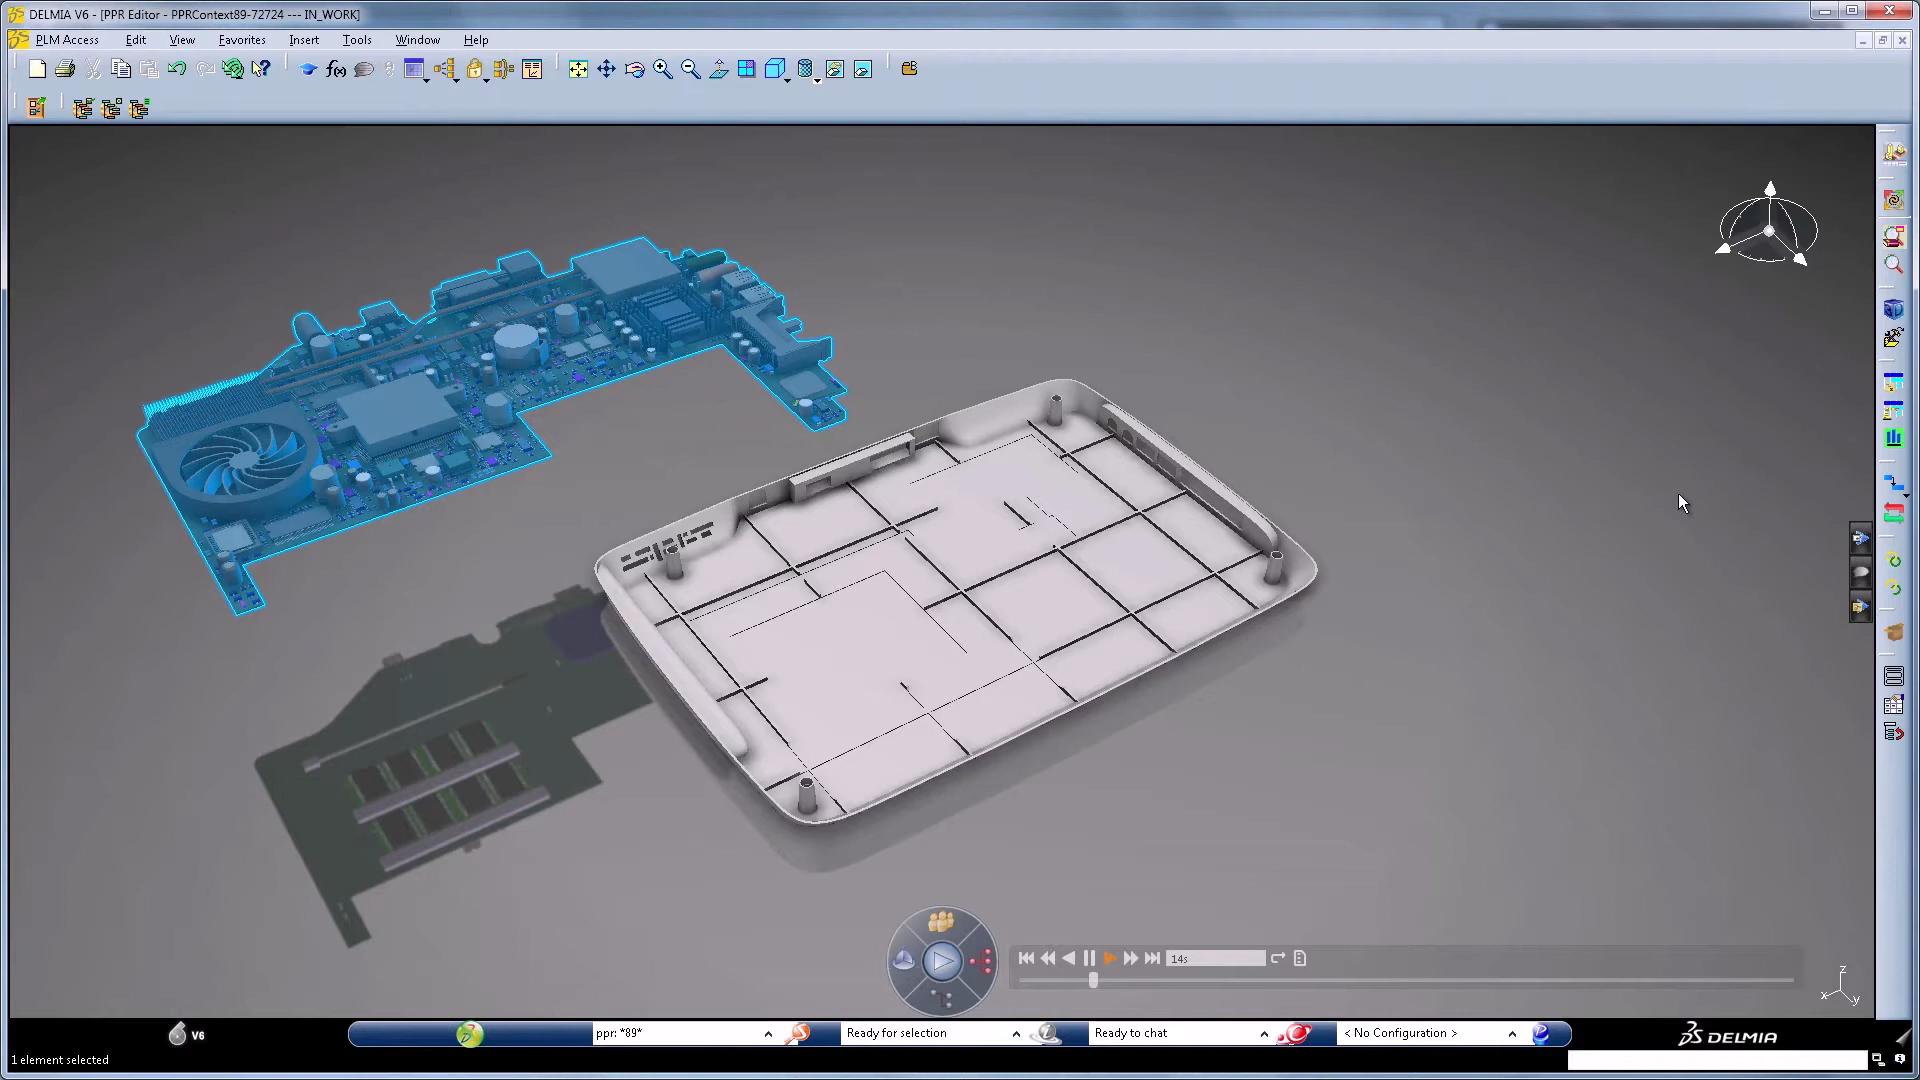 DELMIA V6 - [PPR Editor - PPRContext89-72724 --- IN_WORK]
PLM Access Edit View Favorites Insert Tools Window Help
f(x)
14s
z
x y
V6
ppr: *89*
Ready for selection
Ready to chat
< No Configuration >
DELMIA
1 element selected